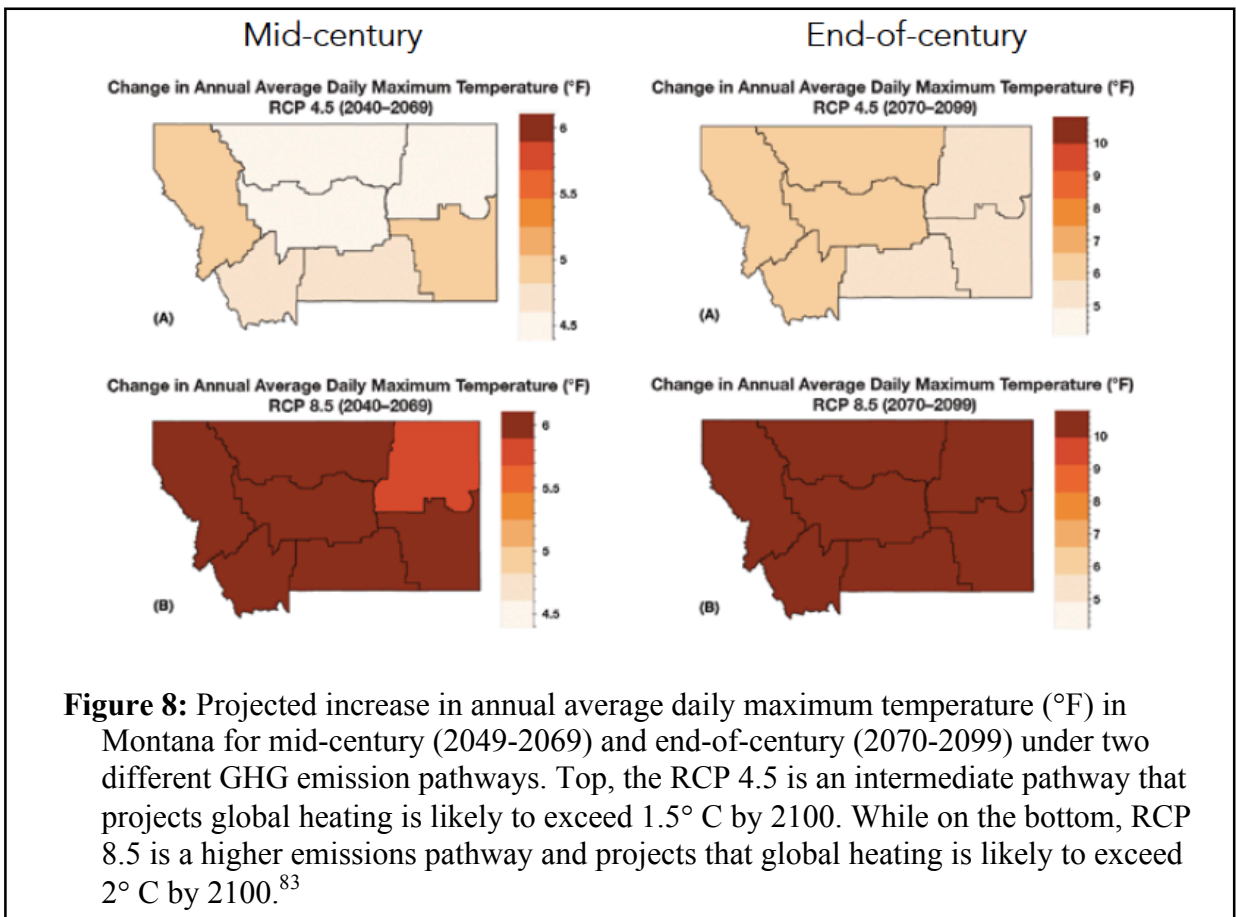 Mid-century
End-of-century
Change in Annual Average Daily Maximum Temperature (°F)
RCP 4.5 (2040–2069)
6
5.5
5
4.5
(A)
Change in Annual Average Daily Maximum Temperature (°F)
RCP 4.5 (2070–2099)
10
9
8
7
6
5
(A)
Change in Annual Average Daily Maximum Temperature (°F)
RCP 8.5 (2040–2069)
6
5.5
5
4.5
(B)
Change in Annual Average Daily Maximum Temperature (°F)
RCP 8.5 (2070–2099)
10
9
8
7
6
5
(B)
Figure 8: Projected increase in annual average daily maximum temperature (°F) in
Montana for mid-century (2049-2069) and end-of-century (2070-2099) under two
different GHG emission pathways. Top, the RCP 4.5 is an intermediate pathway that
projects global heating is likely to exceed 1.5° C by 2100. While on the bottom, RCP
8.5 is a higher emissions pathway and projects that global heating is likely to exceed
2° C by 2100.83